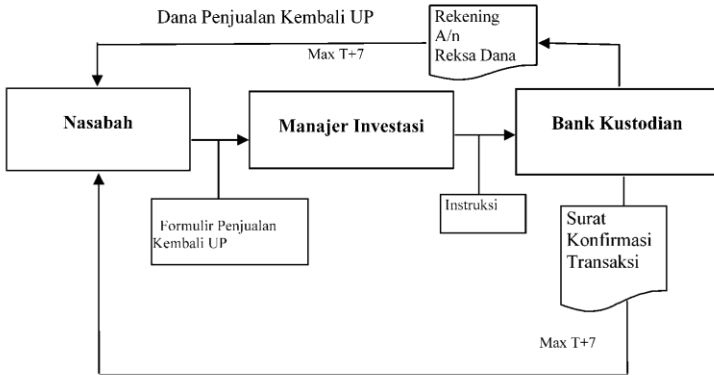 Dana Penjualan Kembali UP
Rekening
A/n
Reksa Dana
Max T+7
Nasabah
Manajer Investasi
Bank Kustodian
Formulir Penjualan
Kembali UP
Instruksi
Surat
Konfirmasi
Transaksi
Max T+7